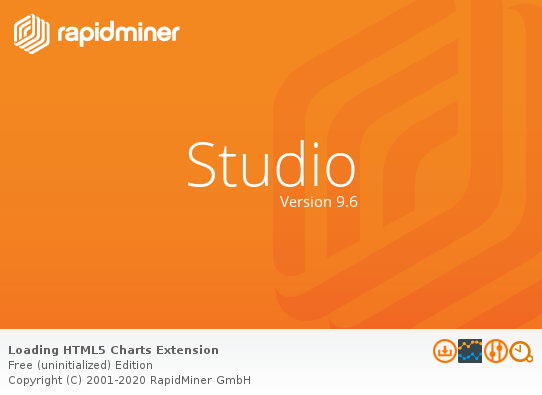 rapidminer
Studio
Version 9.6
Loading HTML5 Charts Extension
Free (uninitialized) Edition
Copyright (C) 2001-2020 RapidMiner GmbH